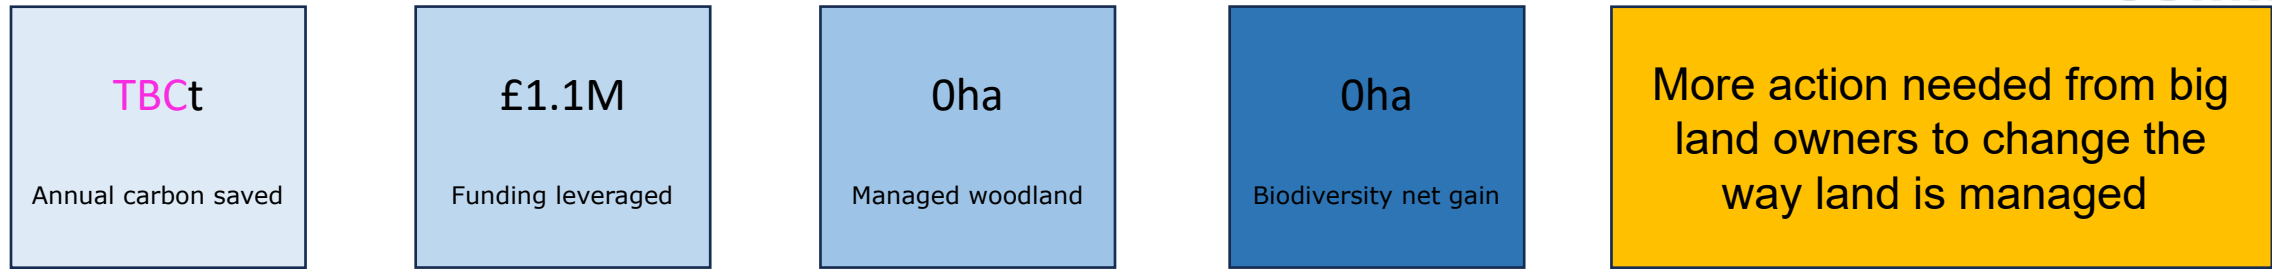 TBCt
Annual carbon saved
£1.1M
Funding leveraged
0ha
Managed woodland
0ha
Biodiversity net gain
More action needed from big
land owners to change the
way land is managed